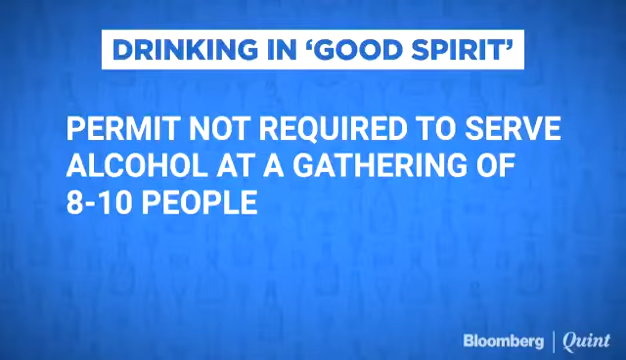 DRINKING IN ‘GOOD SPIRIT’
PERMIT NOT REQUIRED TO SERVE
ALCOHOL AT A GATHERING OF
8-10 PEOPLE
Bloomberg | Quint